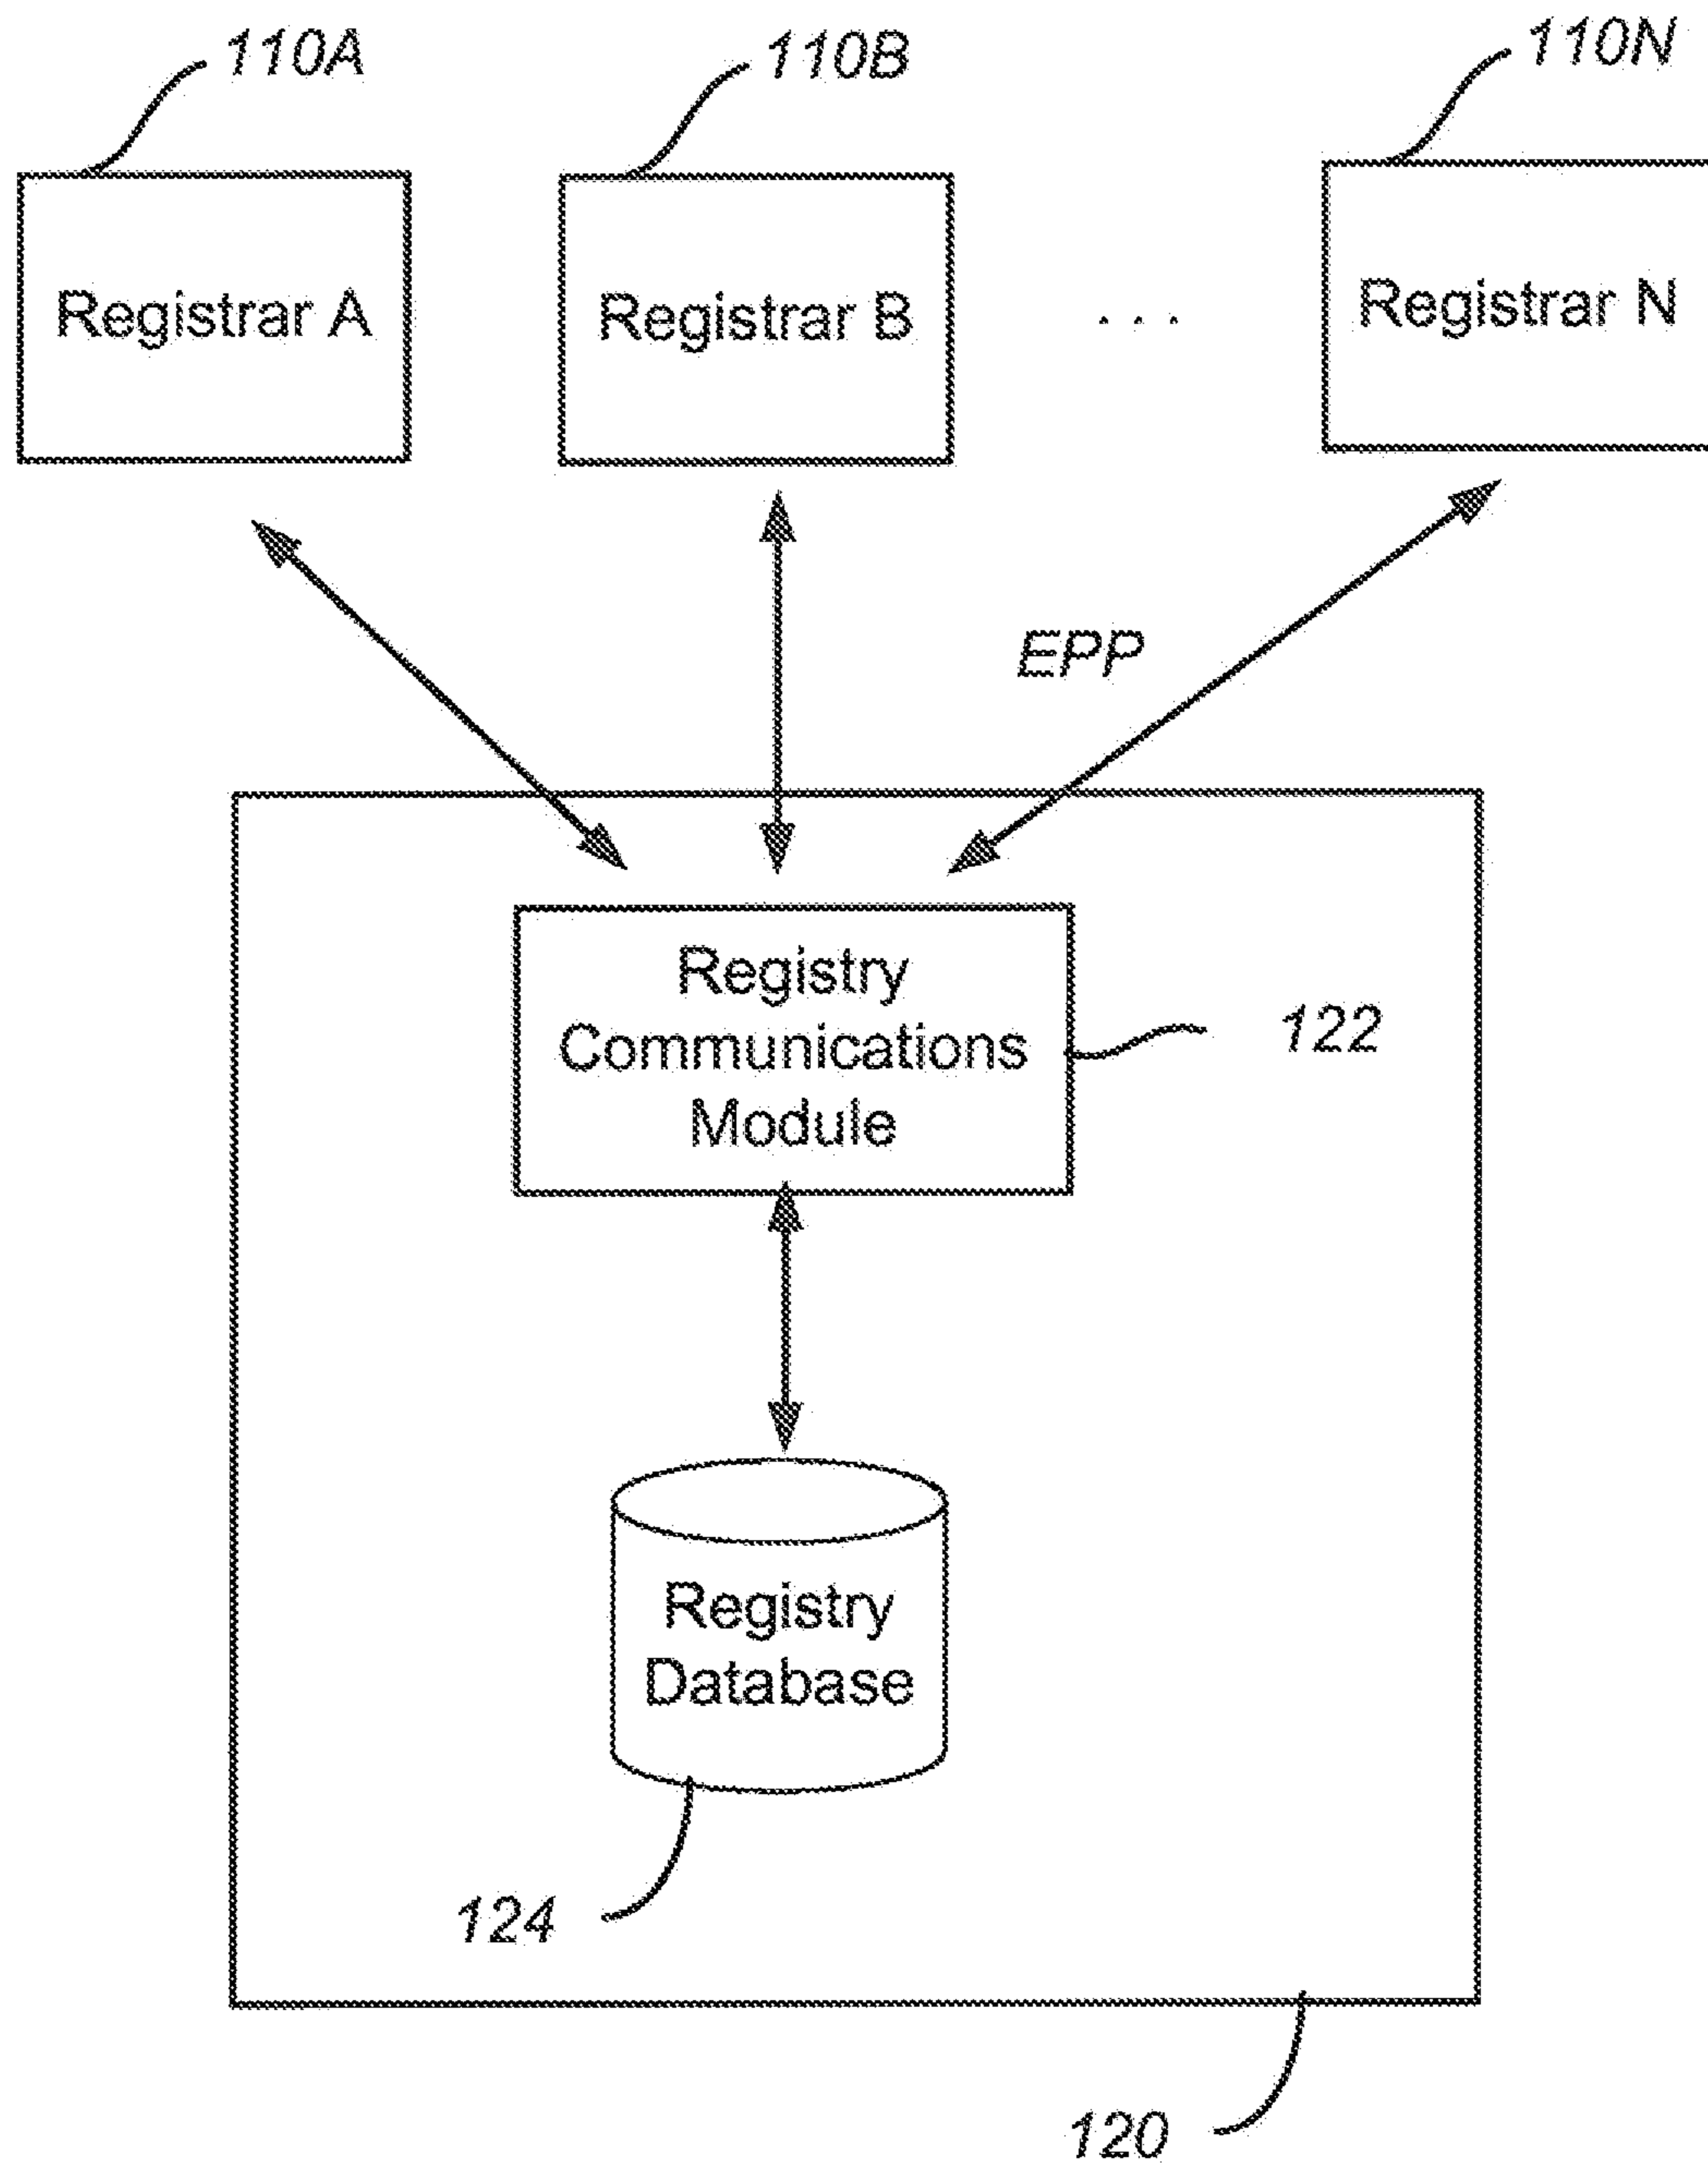 110A
110B
110N
Registrar A
Registrar B
. . .
Registrar N
EPP
Registry
Communications
Module
122
Registry
Database
124
120